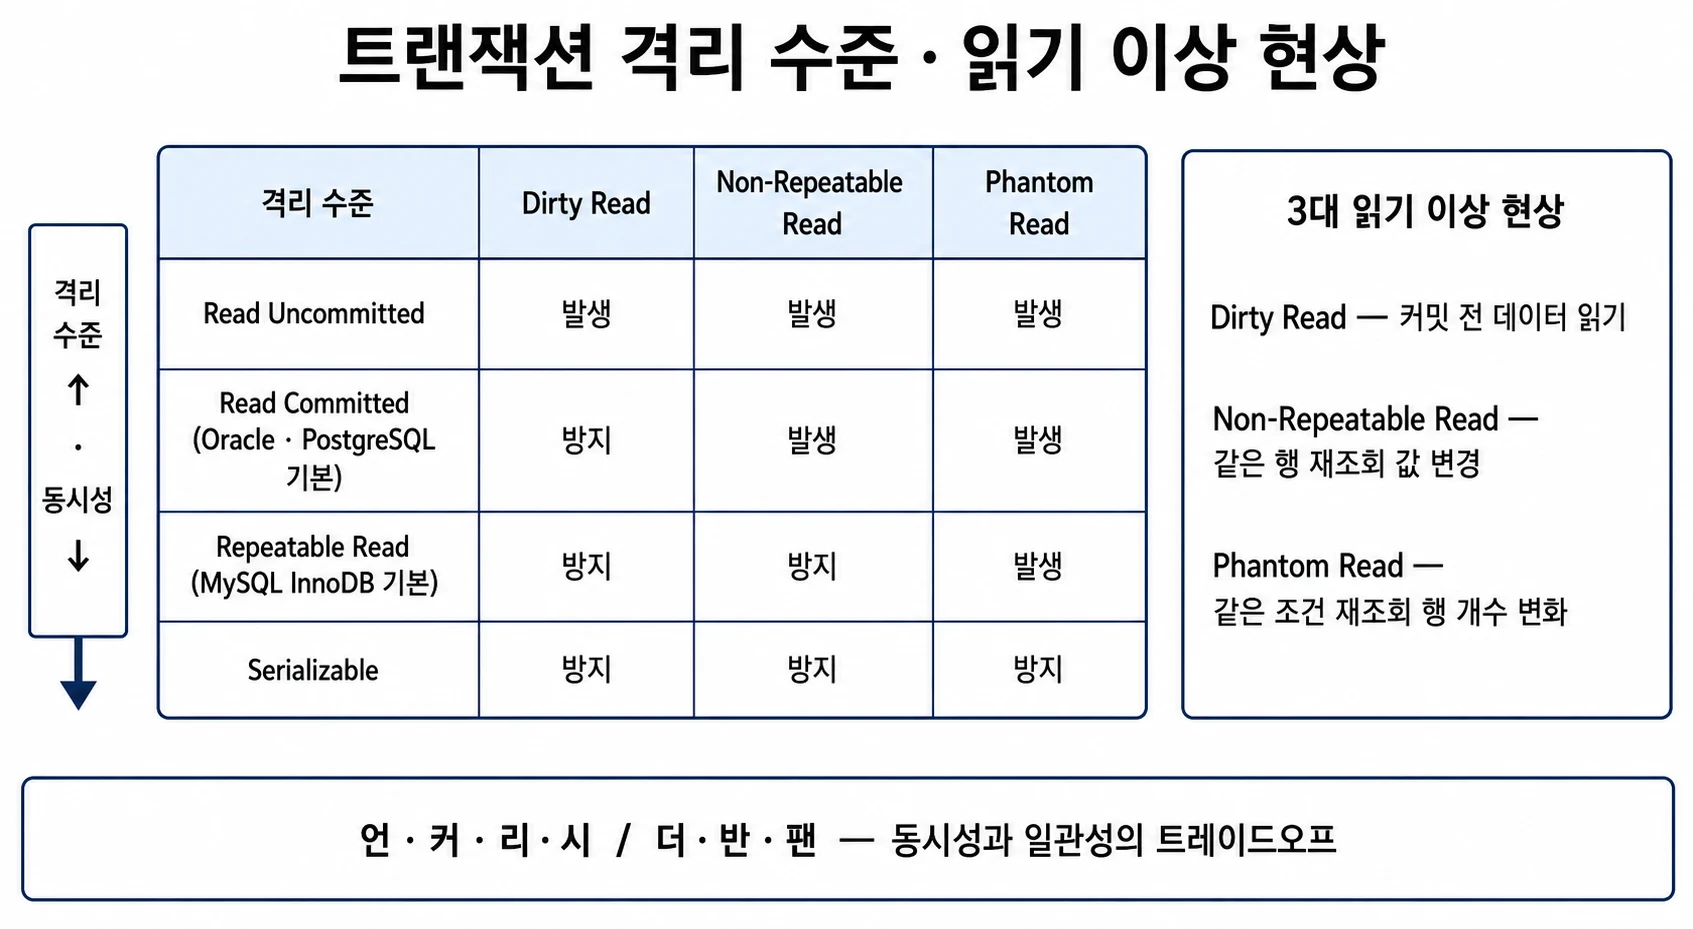 트랜잭션 격리 수준 · 읽기 이상 현상
격리
수준
↑
·
동시성
↓
격리 수준 Dirty Read Non-Repeatable Read Phantom Read
Read Uncommitted 발생 발생 발생
Read Committed
(Oracle · PostgreSQL
기본) 방지 발생 발생
Repeatable Read
(MySQL InnoDB 기본) 방지 방지 발생
Serializable 방지 방지 방지
3대 읽기 이상 현상
Dirty Read — 커밋 전 데이터 읽기
Non-Repeatable Read —
같은 행 재조회 값 변경
Phantom Read —
같은 조건 재조회 행 개수 변화
언 · 커 · 리 · 시 / 더 · 반 · 팬 — 동시성과 일관성의 트레이드오프